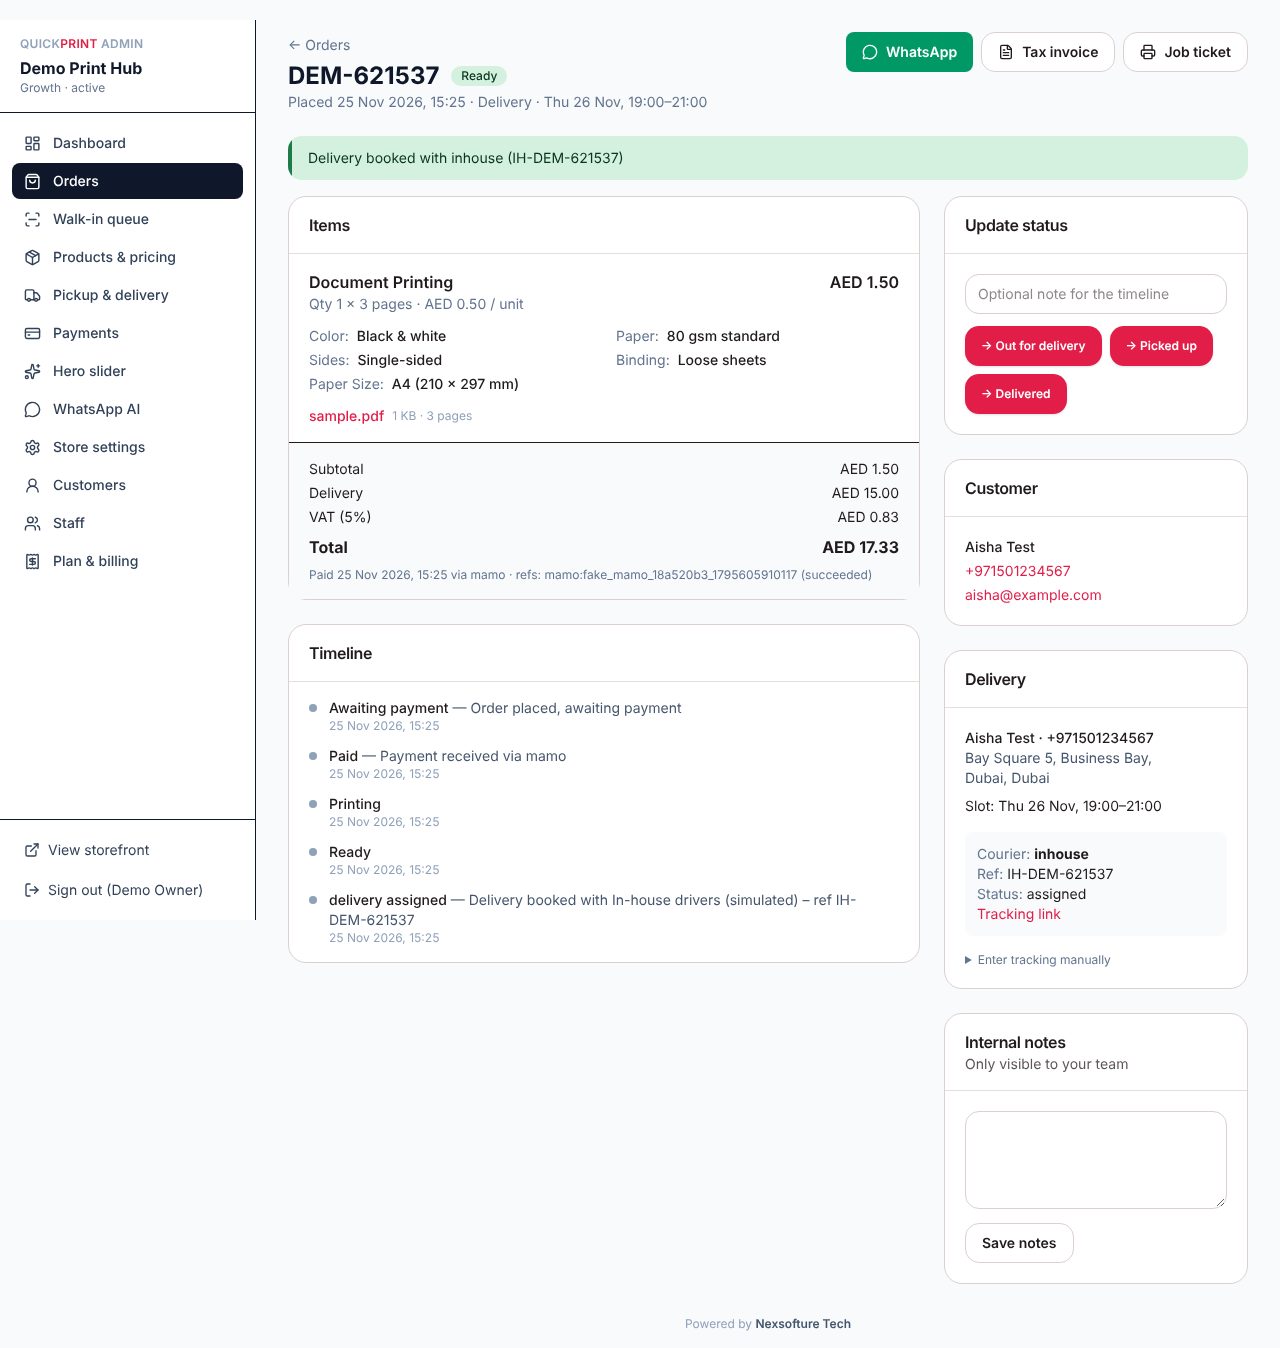 QUICKPRINT ADMIN
Demo Print Hub
Growth · active
Dashboard
Orders
Walk-in queue
Products & pricing
Pickup & delivery
Payments
Hero slider
WhatsApp AI
Store settings
Customers
Staff
Plan & billing
View storefront
Sign out (Demo Owner)
← Orders
DEM-621537 Ready
Placed 25 Nov 2026, 15:25 · Delivery · Thu 26 Nov, 19:00–21:00
WhatsApp
Tax invoice
Job ticket
Delivery booked with inhouse (IH-DEM-621537)
Items
Document Printing AED 1.50
Qty 1 × 3 pages · AED 0.50 / unit
Color: Black & white Paper: 80 gsm standard
Sides: Single-sided Binding: Loose sheets
Paper Size: A4 (210 × 297 mm)
sample.pdf 1 KB · 3 pages
Subtotal AED 1.50
Delivery AED 15.00
VAT (5%) AED 0.83
Total AED 17.33
Paid 25 Nov 2026, 15:25 via mamo · refs: mamo:fake_mamo_18a520b3_1795605910117 (succeeded)
Timeline
Awaiting payment — Order placed, awaiting payment
25 Nov 2026, 15:25
Paid — Payment received via mamo
25 Nov 2026, 15:25
Printing
25 Nov 2026, 15:25
Ready
25 Nov 2026, 15:25
delivery assigned — Delivery booked with In-house drivers (simulated) – ref IH-
DEM-621537
25 Nov 2026, 15:25
Update status
Optional note for the timeline
→ Out for delivery
→ Picked up
→ Delivered
Customer
Aisha Test
+971501234567
aisha@example.com
Delivery
Aisha Test · +971501234567
Bay Square 5, Business Bay,
Dubai, Dubai
Slot: Thu 26 Nov, 19:00–21:00
Courier: inhouse
Ref: IH-DEM-621537
Status: assigned
Tracking link
Enter tracking manually
Internal notes
Only visible to your team
Save notes
Powered by Nexsofture Tech